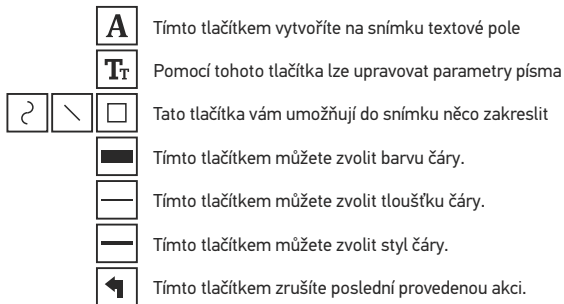 A Tímto tlačítkem vytvoříte na snímku textové pole
TT Pomocí tohoto tlačítka lze upravovat parametry písma
Tato tlačítka vám umožňují do snímku něco zakreslit
Tímto tlačítkem můžete zvolit barvu čáry.
Tímto tlačítkem můžete zvolit tloušťku čáry.
Tímto tlačítkem můžete zvolit styl čáry.
Tímto tlačítkem zrušíte poslední provedenou akci.